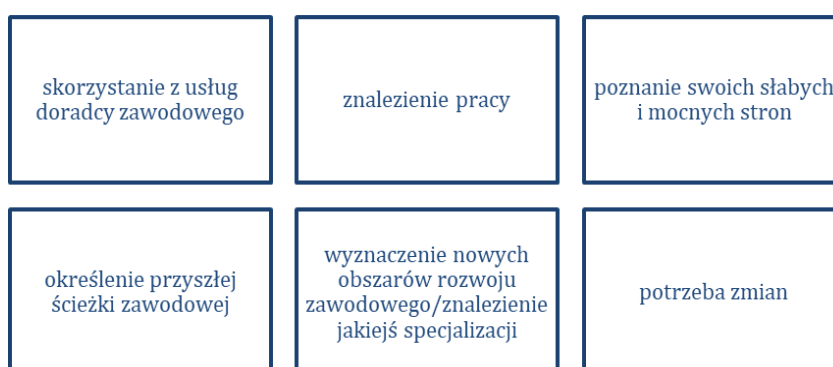 skorzystanie z usług
doradcy zawodowego
znalezienie pracy
poznanie swoich słabych
i mocnych stron
określenie przyszłej
ścieżki zawodowej
wyznaczenie nowych
obszarów rozwoju
zawodowego/znalezienie
jakiejś specjalizacji
potrzeba zmian